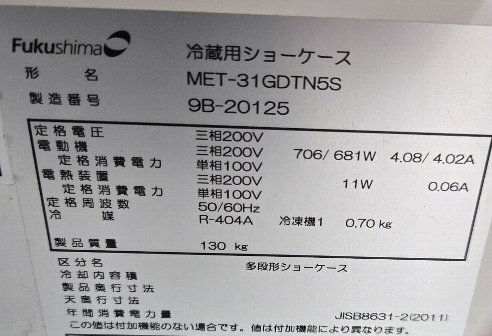 Fukushima
冷蔵用ショーケース
形 名 MET-31GDTN5S
製造番号 9B-20125
定格電圧 三相200V
電動機 三相200V 706/681W 4.08/4.02A
定格消費電力 単相100V
電熱装置 三相200V 11W 0.06A
定格消費電力 単相100V
定格周波数 50/60Hz
冷 媒 R-404A 冷凍機1 0.70kg
製品質量 130 kg
区分名 多段形ショーケース
冷却内容積
製品奥行寸法
天奥行寸法
年間消費電力量 JISB8631-2(2011)
この値は付加機能のない場合です。値は付加機能により異なります。